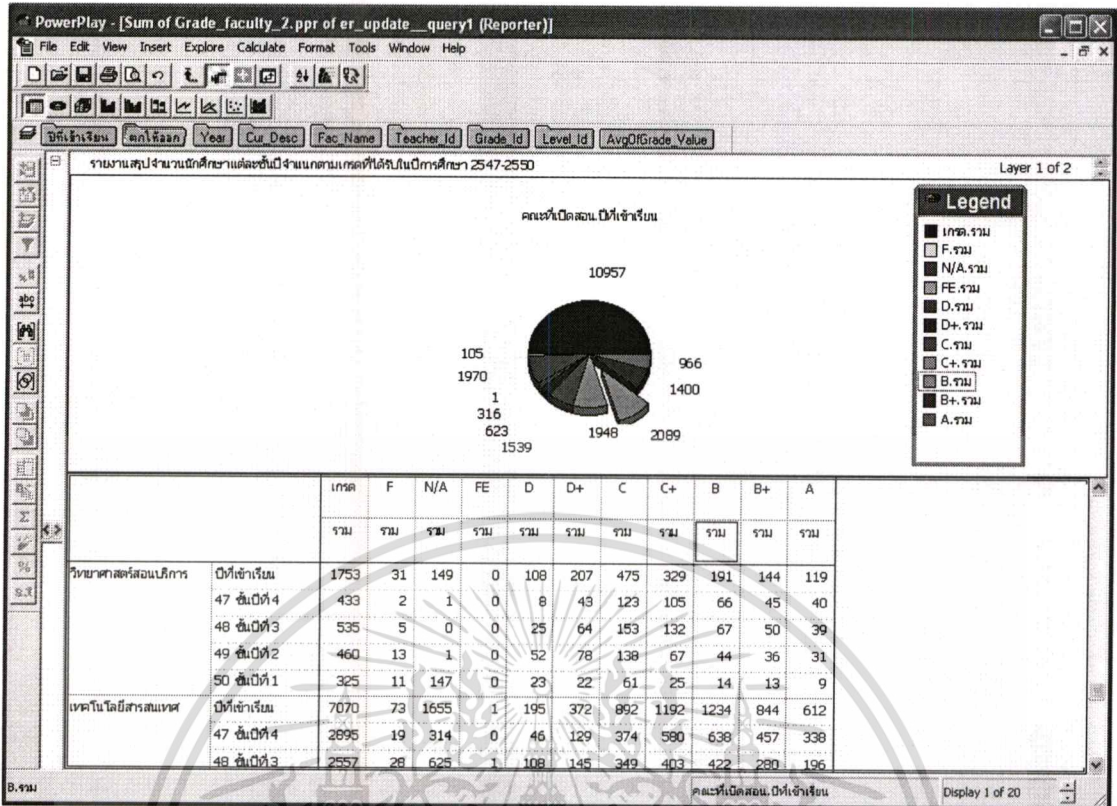 PowerPlay - [Sum of Grade_faculty_2.ppr of er_update__query1 (Reporter)]
File Edit View Insert Explore Calculate Format Tools Window Help
ปีที่เข้าเรียน ตกให้ออก Year Cur_Desc Fac_Name Teacher_Id Grade_Id Level_Id AvgOfGrade_Value
รายงานสรุปจำนวนนักศึกษาแต่ละชั้นปีจำแนกตามเกรดที่ได้รับในปีการศึกษา 2547-2550 Layer 1 of 2
คณะที่เปิดสอน.ปีที่เข้าเรียน
10957
105
1970
1
316
623
1539
1948
2089
1400
966
Legend
เกรด.รวม
F.รวม
N/A.รวม
FE.รวม
D.รวม
D+.รวม
C.รวม
C+.รวม
B.รวม
B+.รวม
A.รวม
เกรด F N/A FE D D+ C C+ B B+ A
รวม รวม รวม รวม รวม รวม รวม รวม รวม รวม รวม
วิทยาศาสตร์สอนบริการ ปีที่เข้าเรียน 1753 31 149 0 108 207 475 329 191 144 119
47 ชั้นปีที่ 4 433 2 1 0 8 43 123 105 66 45 40
48 ชั้นปีที่ 3 535 5 0 0 25 64 153 132 67 50 39
49 ชั้นปีที่ 2 460 13 1 0 52 78 138 67 44 36 31
50 ชั้นปีที่ 1 325 11 147 0 23 22 61 25 14 13 9
เทคโนโลยีสารสนเทศ ปีที่เข้าเรียน 7070 73 1655 1 195 372 892 1192 1234 844 612
47 ชั้นปีที่ 4 2895 19 314 0 46 129 374 580 638 457 338
48 ชั้นปีที่ 3 2557 28 625 1 108 145 349 403 422 280 196
B.รวม คณะที่เปิดสอน.ปีที่เข้าเรียน Display 1 of 20